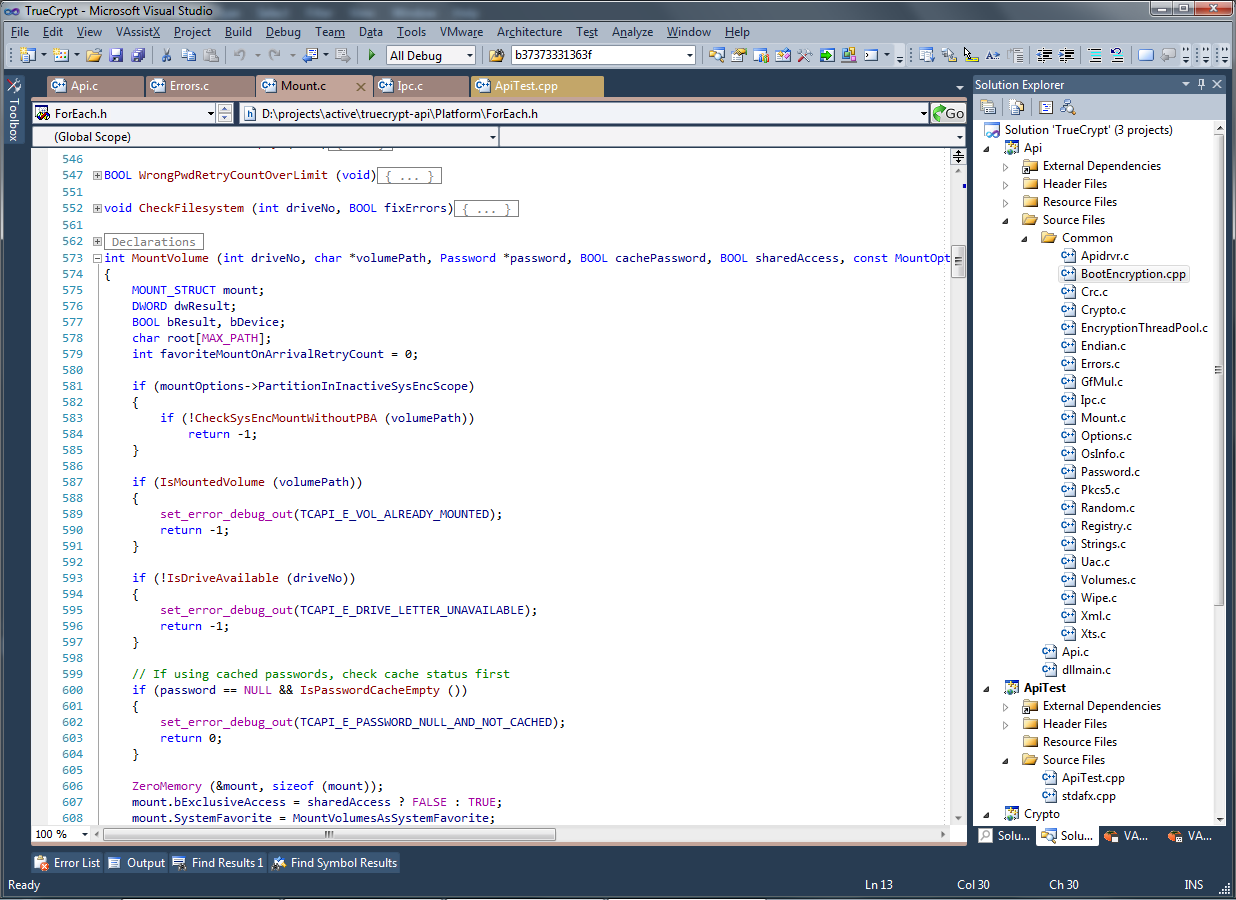 TrueCrypt - Microsoft Visual Studio
File Edit View VAssistX Project Build Debug Team Data Tools VMware Architecture Test Analyze Window Help
All Debug b37373331363f
Toolbox
Api.c Errors.c Mount.c Ipc.c ApiTest.cpp
ForEach.h D:\projects\active\truecrypt-api\Platform\ForEach.h Go
(Global Scope)
546
547 BOOL WrongPwdRetryCountOverLimit (void) { ... }
551
552 void CheckFilesystem (int driveNo, BOOL fixErrors) { ... }
561
562 Declarations
573 int MountVolume (int driveNo, char *volumePath, Password *password, BOOL cachePassword, BOOL sharedAccess, const MountOpt
574 {
575 MOUNT_STRUCT mount;
576 DWORD dwResult;
577 BOOL bResult, bDevice;
578 char root[MAX_PATH];
579 int favoriteMountOnArrivalRetryCount = 0;
580
581 if (mountOptions->PartitionInInactiveSysEncScope)
582 {
583 if (!CheckSysEncMountWithoutPBA (volumePath))
584 return -1;
585 }
586
587 if (IsMountedVolume (volumePath))
588 {
589 set_error_debug_out(TCAPI_E_VOL_ALREADY_MOUNTED);
590 return -1;
591 }
592
593 if (!IsDriveAvailable (driveNo))
594 {
595 set_error_debug_out(TCAPI_E_DRIVE_LETTER_UNAVAILABLE);
596 return -1;
597 }
598
599 // If using cached passwords, check cache status first
600 if (password == NULL && IsPasswordCacheEmpty ())
601 {
602 set_error_debug_out(TCAPI_E_PASSWORD_NULL_AND_NOT_CACHED);
603 return 0;
604 }
605
606 ZeroMemory (&mount, sizeof (mount));
607 mount.bExclusiveAccess = sharedAccess ? FALSE : TRUE;
608 mount.SystemFavorite = MountVolumesAsSystemFavorite;
100 %
Solution Explorer
Solution 'TrueCrypt' (3 projects)
Api
External Dependencies
Header Files
Resource Files
Source Files
Common
Apidrvr.c
BootEncryption.cpp
Crc.c
Crypto.c
EncryptionThreadPool.c
Endian.c
Errors.c
GfMul.c
Ipc.c
Mount.c
Options.c
OsInfo.c
Password.c
Pkcs5.c
Random.c
Registry.c
Strings.c
Uac.c
Volumes.c
Wipe.c
Xml.c
Xts.c
Api.c
dllmain.c
ApiTest
External Dependencies
Header Files
Resource Files
Source Files
ApiTest.cpp
stdafx.cpp
Crypto
Solu... Solu... VA... VA...
Error List Output Find Results 1 Find Symbol Results
Ready Ln 13 Col 30 Ch 30 INS